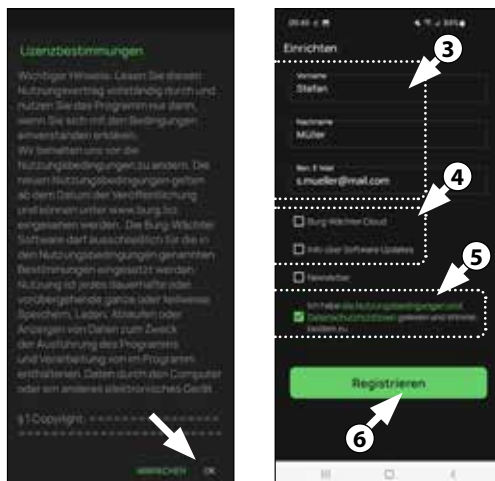 Lizenzbestimmungen
Wichtiger Hinweis: Lesen Sie diesen
Nutzungsvertrag vollständig durch und
nutzen Sie das Programm nur dann,
wenn Sie sich mit den Bedingungen
einverstanden erklären.
Wir behalten uns vor die
Nutzungsbedingungen zu ändern. Die
neuen Nutzungsbedingungen gelten
ab dem Datum der Veröffentlichung
und können unter www.burg.biz
eingesehen werden. Die Burg-Wächter
Software darf ausschließlich für die in
den Nutzungsbedingungen genannten
Bestimmungen eingesetzt werden.
Nutzung ist jedes dauerhafte oder
vorübergehende ganze oder teilweise
Speichern, Laden, Ablaufen oder
Anzeigen von Daten zum Zweck
der Ausführung des Programms
und Verarbeitung von im Programm
enthaltenen Daten durch den Computer
oder ein anderes elektronisches Gerät.
§ 1 Copyright
ABBRECHEN OK
Einrichten
3
Vorname
Stefan
Nachname
Müller
Ben. E-Mail
s.mueller@mail.com
4
Burg-Wächter Cloud
Info über Software Updates
Newsletter
5
Ich habe die Nutzungsbedingungen und
Datenschutzrichtlinien gelesen und stimme
beidem zu
Registrieren
6